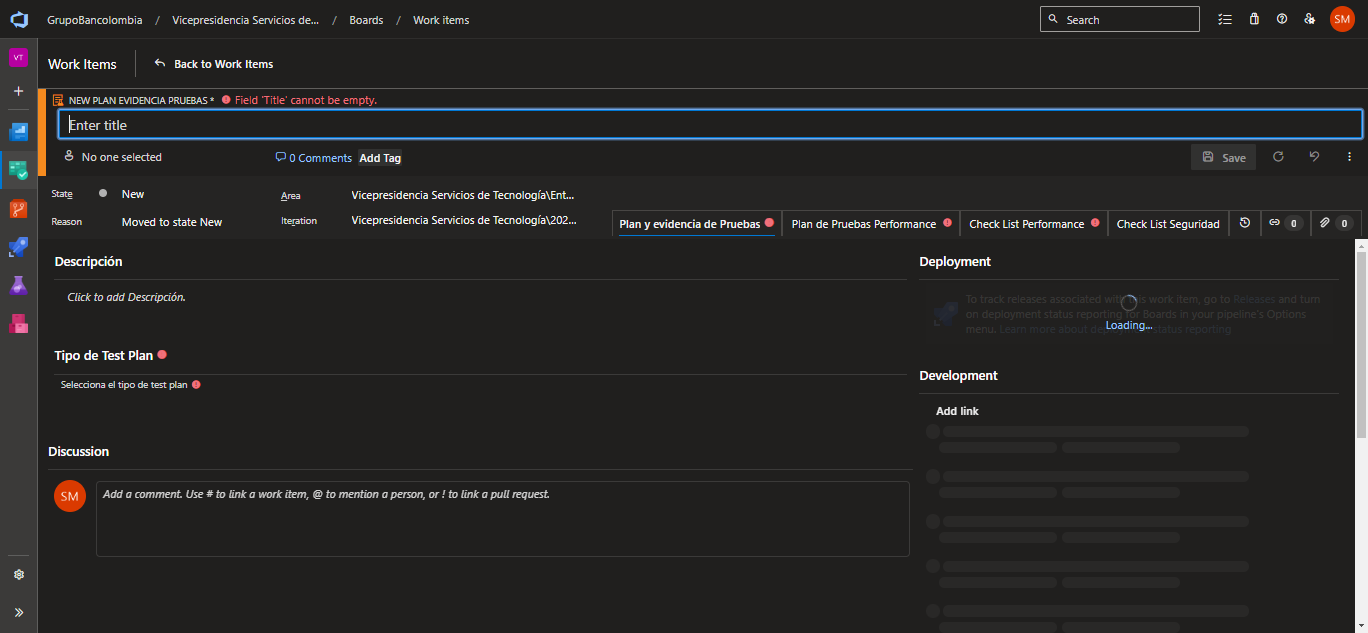 GrupoBancolombia / Vicepresidencia Servicios de... / Boards / Work items
Search
SM
VT
Work Items
Back to Work Items
NEW PLAN EVIDENCIA PRUEBAS * Field 'Title' cannot be empty.
Enter title
No one selected
0 Comments
Add Tag
Save
State
New
Area
Vicepresidencia Servicios de Tecnología\Ent...
Reason
Moved to state New
Iteration
Vicepresidencia Servicios de Tecnología\202...
Plan y evidencia de Pruebas
Plan de Pruebas Performance
Check List Performance
Check List Seguridad
0
0
Descripción
Click to add Descripción.
Tipo de Test Plan
Selecciona el tipo de test plan
Discussion
SM
Add a comment. Use # to link a work item, @ to mention a person, or ! to link a pull request.
Deployment
To track releases associated with this work item, go to Releases and turn
on deployment status reporting for Boards in your pipeline's Options
menu. Learn more about deployment status reporting
Loading...
Development
Add link